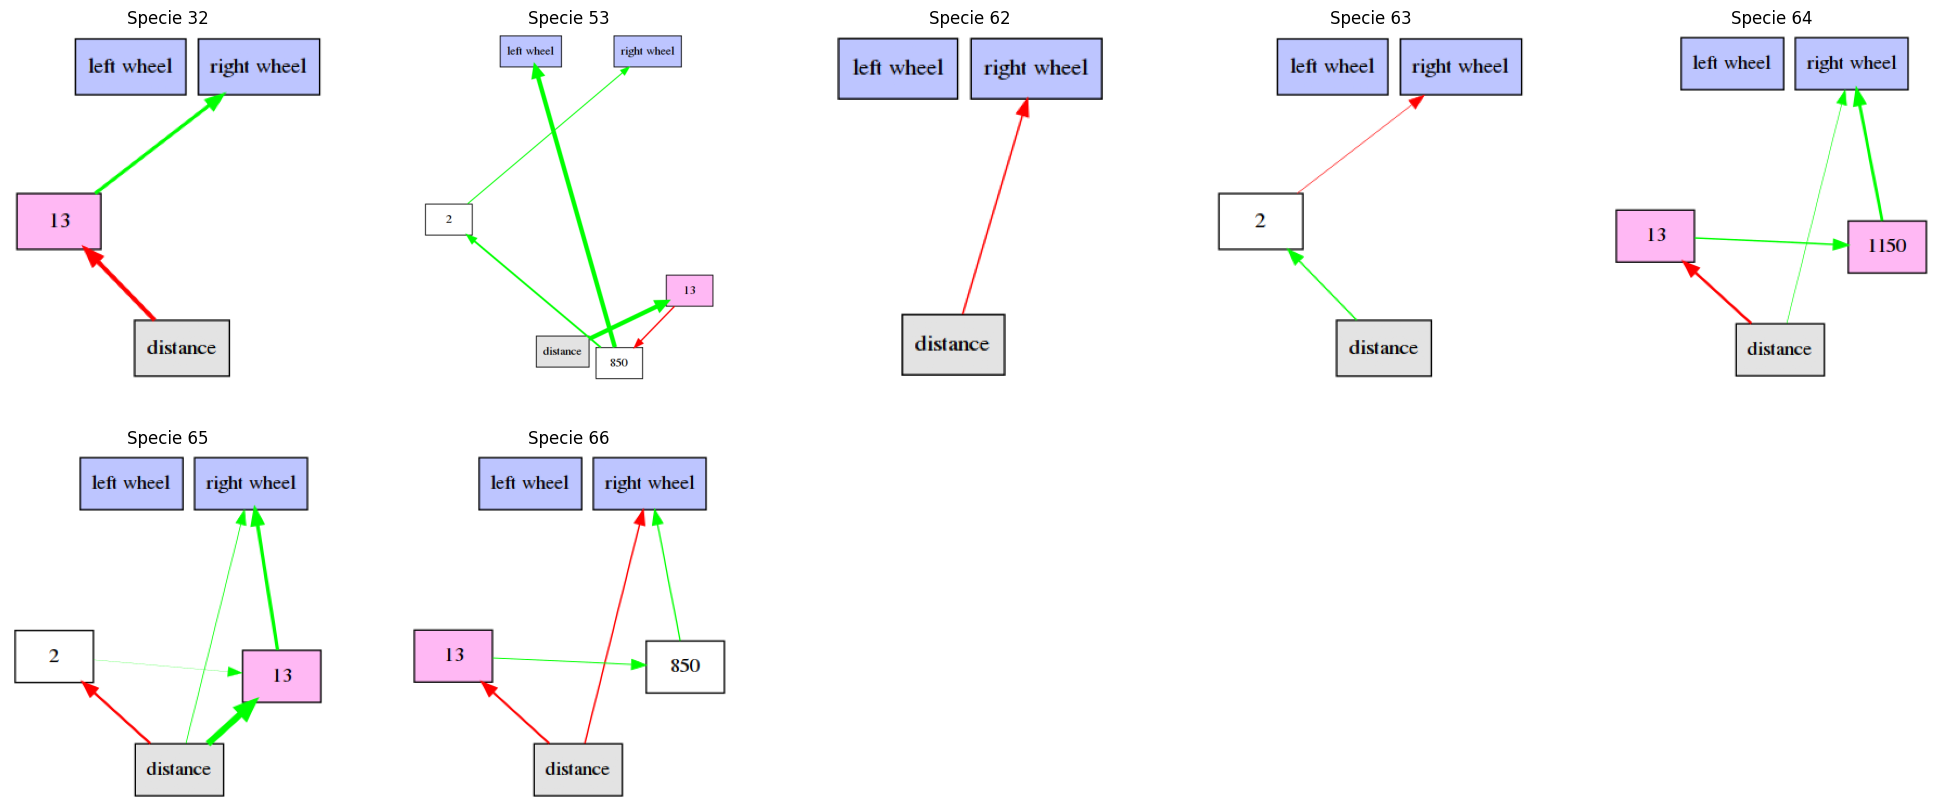 Specie 32
left wheel
right wheel
13
distance
Specie 53
left wheel
right wheel
2
13
distance
850
Specie 62
left wheel
right wheel
distance
Specie 63
left wheel
right wheel
2
distance
Specie 64
left wheel
right wheel
13
1150
distance
Specie 65
left wheel
right wheel
2
13
distance
Specie 66
left wheel
right wheel
13
850
distance